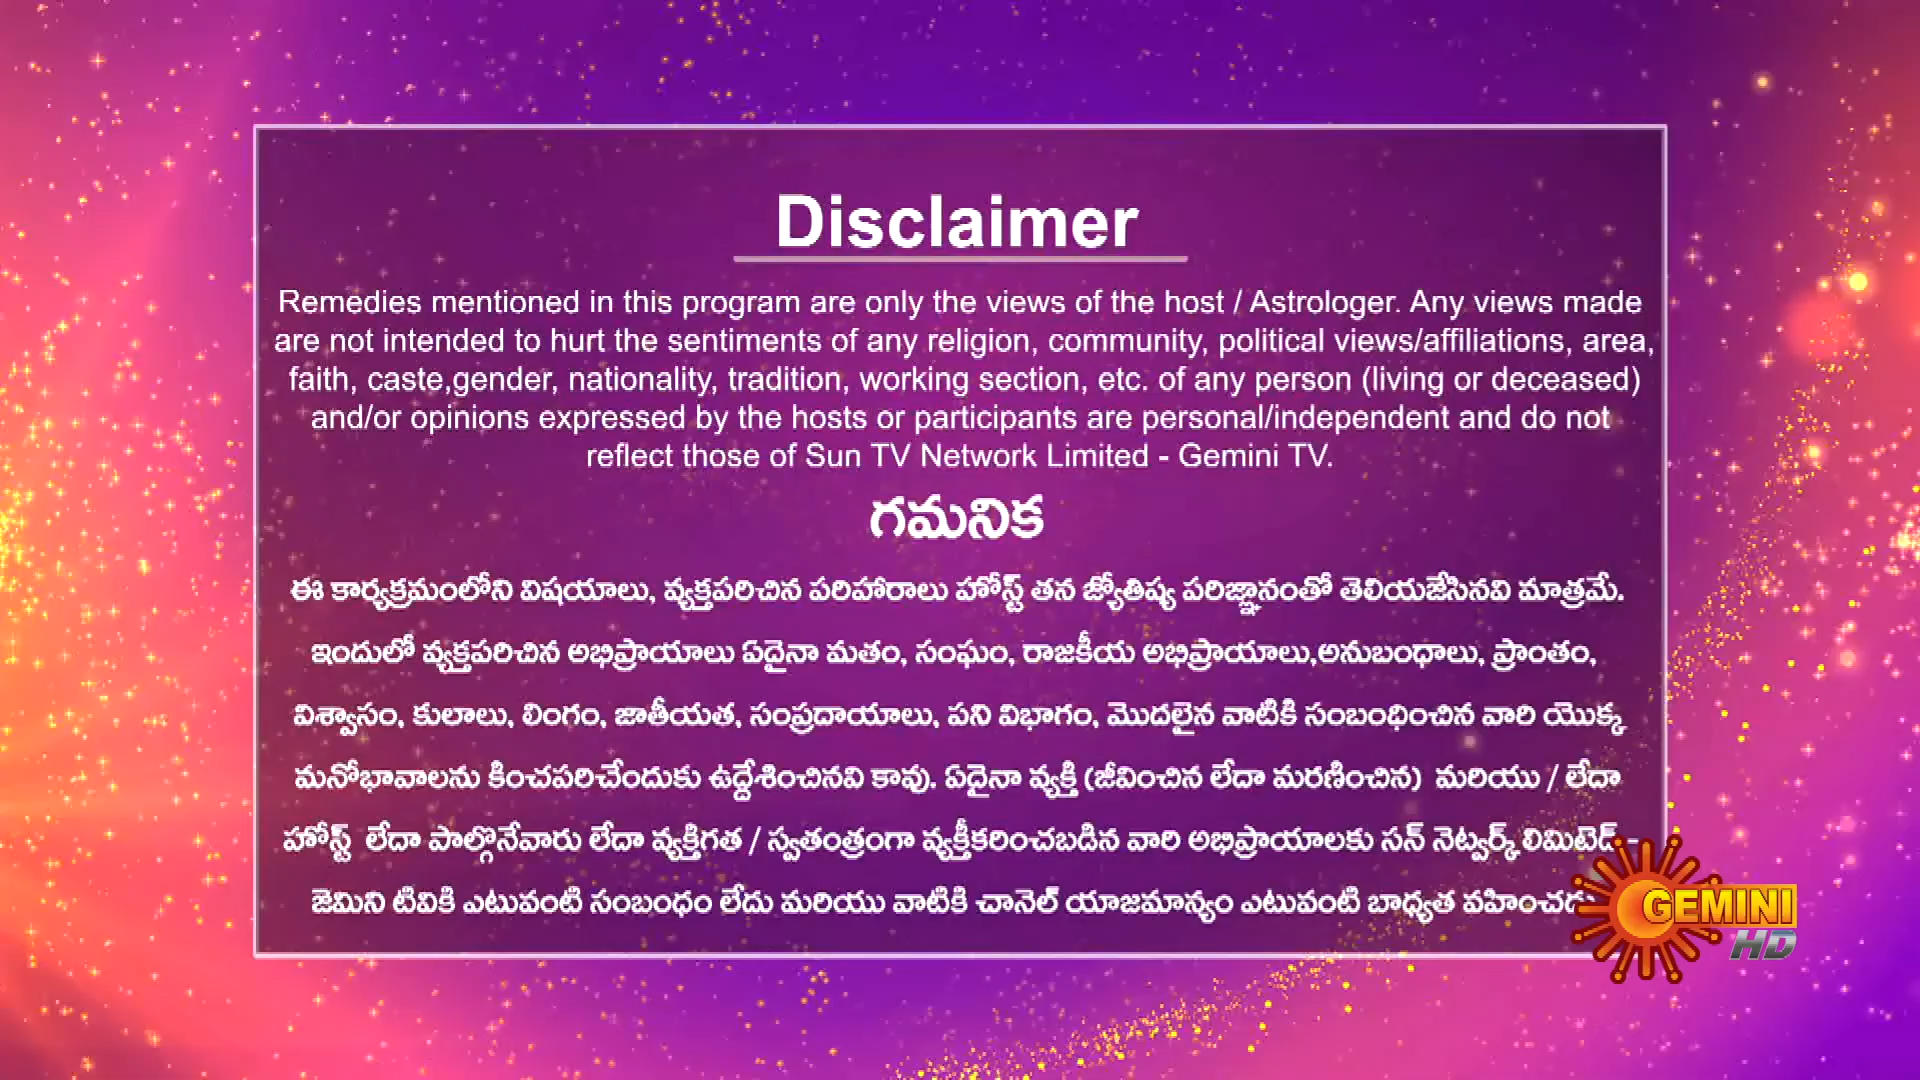 Disclaimer
Remedies mentioned in this program are only the views of the host / Astrologer. Any views made
are not intended to hurt the sentiments of any religion, community, political views/affiliations, area,
faith, caste,gender, nationality, tradition, working section, etc. of any person (living or deceased)
and/or opinions expressed by the hosts or participants are personal/independent and do not
reflect those of Sun TV Network Limited - Gemini TV.
గమనిక
ఈ కార్యక్రమంలోని విషయాలు, వ్యక్తపరిచిన పరిహారాలు హోస్ట్ తన జ్యోతిష్య పరిజ్ఞానంతో తెలియజేసినవి మాత్రమే.
ఇందులో వ్యక్తపరిచిన అభిప్రాయాలు ఏదైనా మతం, సంఘం, రాజకీయ అభిప్రాయాలు,అనుబంధాలు, ప్రాంతం,
విశ్వాసం, కులాలు, లింగం, జాతీయత, సంప్రదాయాలు, పని విభాగం, మొదలైన వాటికి సంబంధించిన వారి యొక్క
మనోభావాలను కించపరిచేందుకు ఉద్దేశించినవి కావు. ఏదైనా వ్యక్తి (జీవించిన లేదా మరణించిన) మరియు / లేదా
హోస్ట్ లేదా పాల్గొనేవారు లేదా వ్యక్తిగత / స్వతంత్రంగా వ్యక్తీకరించబడిన వారి అభిప్రాయాలకు సన్ నెట్వర్క్ లిమిటెడ్ -
జెమిని టివికి ఎటువంటి సంబంధం లేదు మరియు వాటికి చానెల్ యాజమాన్యం ఎటువంటి బాధ్యత వహించదు
GEMINI
HD